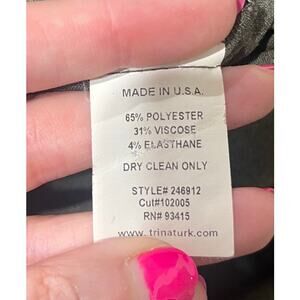 MADE IN U.S.A.
65% POLYESTER
31% VISCOSE
4% ELASTHANE
DRY CLEAN ONLY
STYLE# 246912
Cut#102005
RN# 93415
www.trinaturk.com